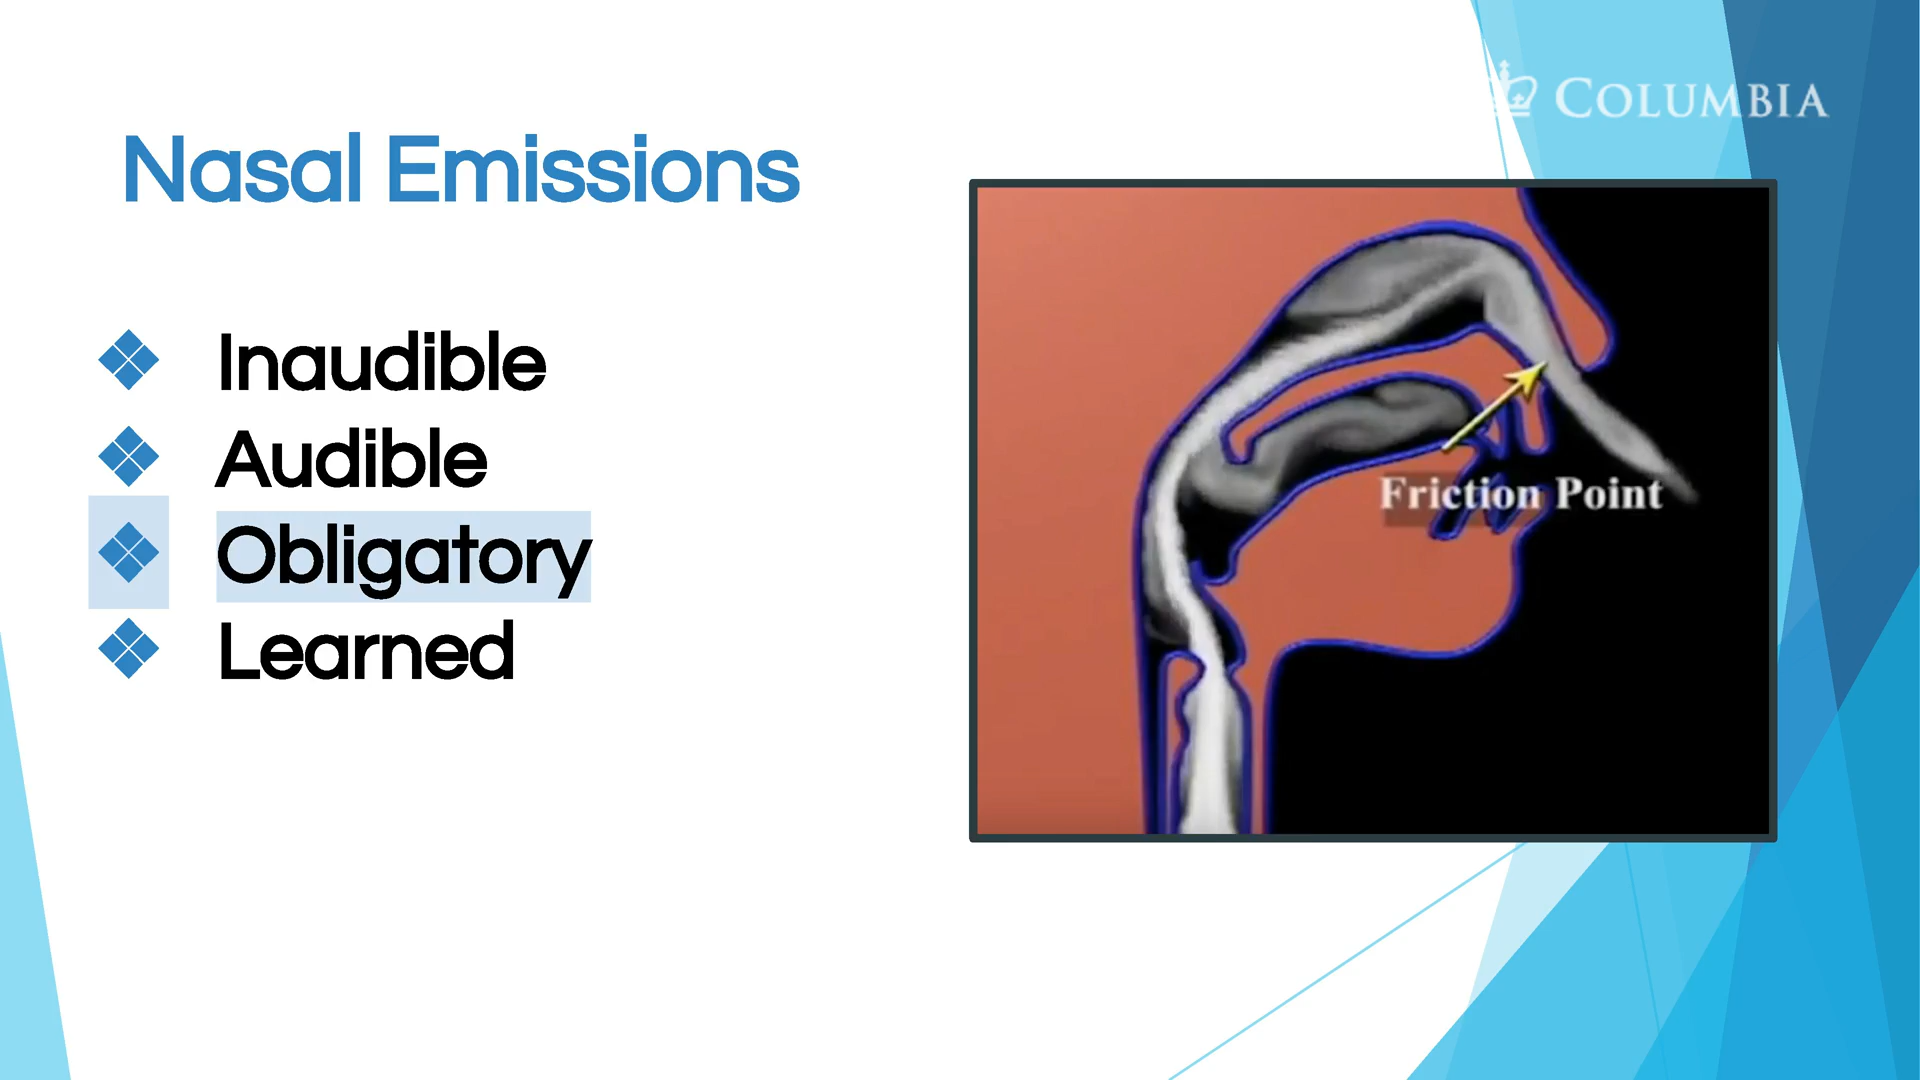 COLUMBIA
Nasal Emissions
Inaudible
Audible
Obligatory
Learned
Friction Point